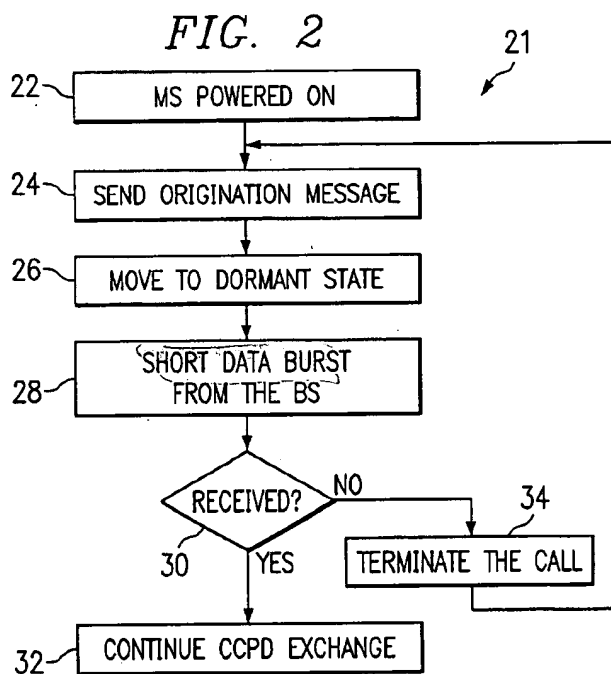 FIG. 2
21
22
MS POWERED ON
24
SEND ORIGINATION MESSAGE
26
MOVE TO DORMANT STATE
28
SHORT DATA BURST
FROM THE BS
RECEIVED?
NO
30
YES
34
TERMINATE THE CALL
32
CONTINUE CCPD EXCHANGE